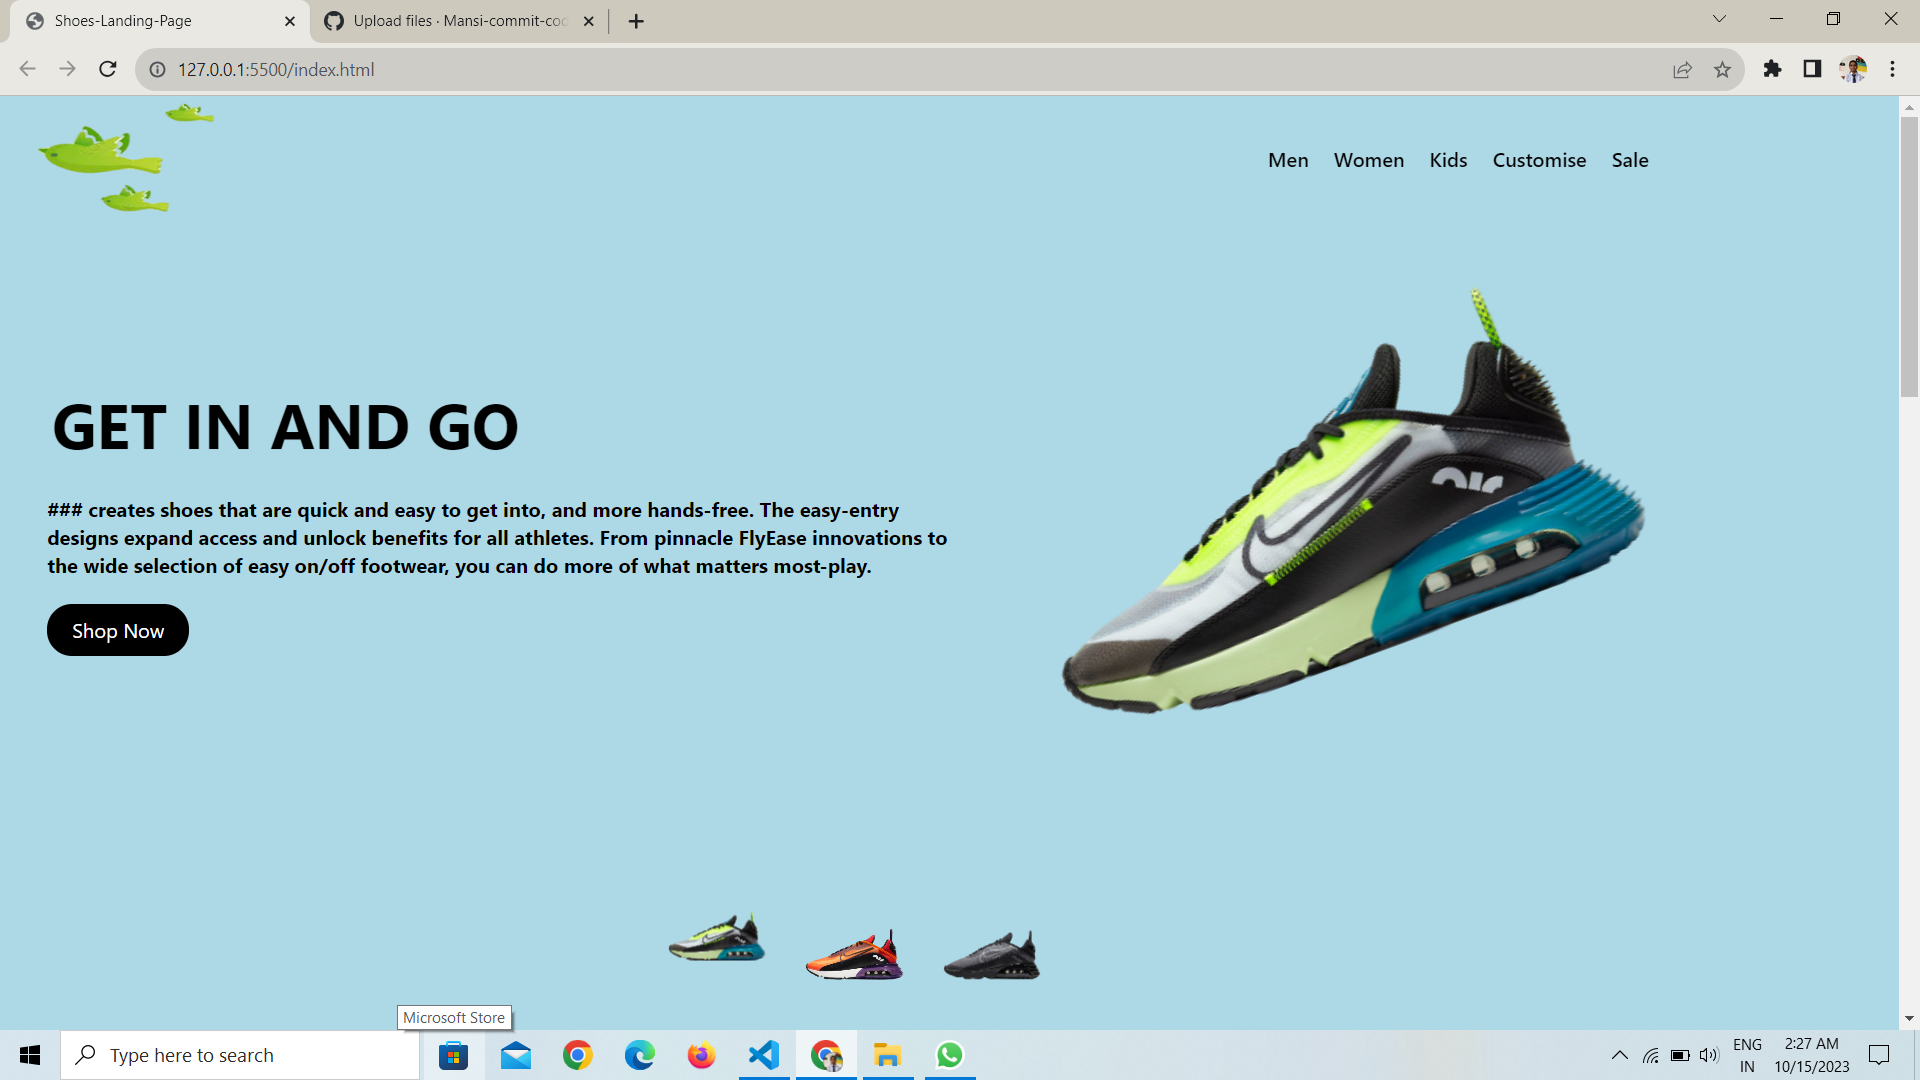 Shoes-Landing-Page
Upload files · Mansi-commit-coc
127.0.0.1:5500/index.html
Men Women Kids Customise Sale
GET IN AND GO
### creates shoes that are quick and easy to get into, and more hands-free. The easy-entry
designs expand access and unlock benefits for all athletes. From pinnacle FlyEase innovations to
the wide selection of easy on/off footwear, you can do more of what matters most-play.
Shop Now
Microsoft Store
Type here to search
ENG
IN
2:27 AM
10/15/2023